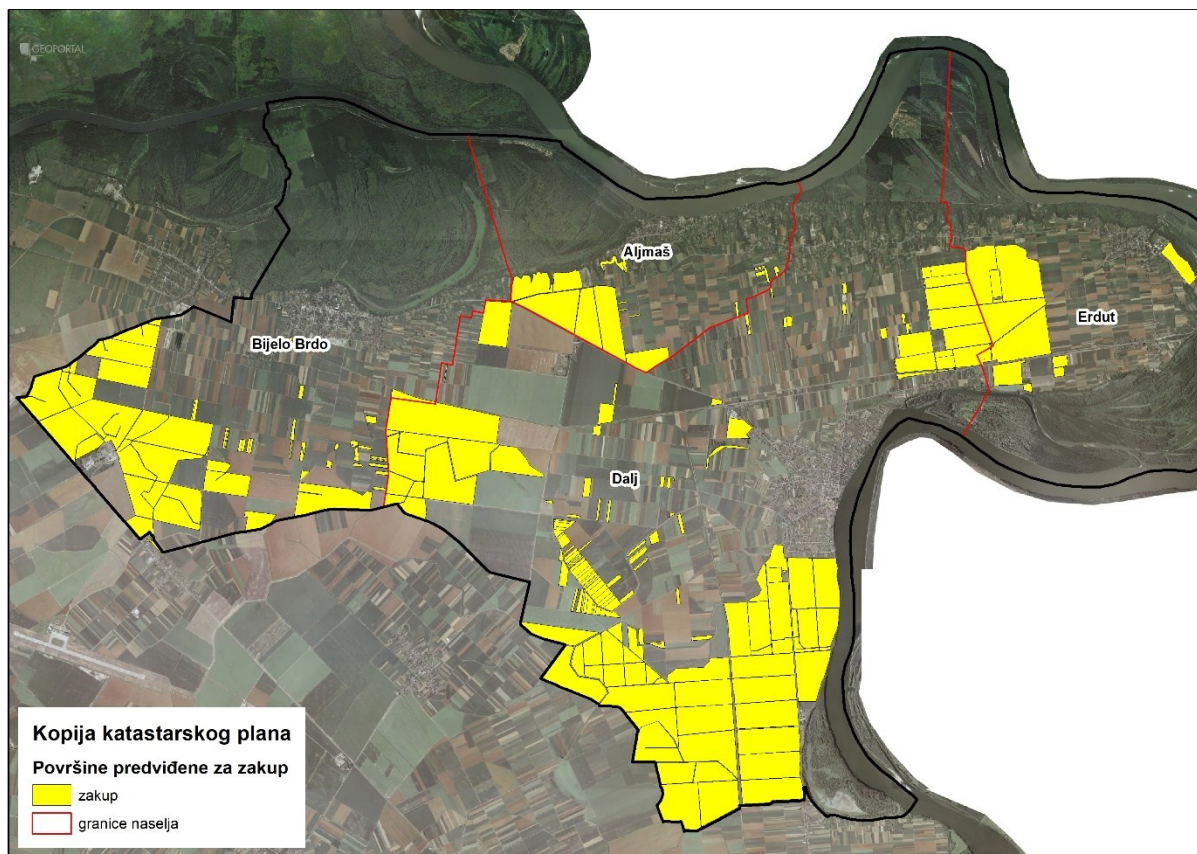 GEOPORTAL
Aljmaš
Bijelo Brdo
Erdut
Dalj
Kopija katastarskog plana
Površine predviđene za zakup
zakup
granice naselja